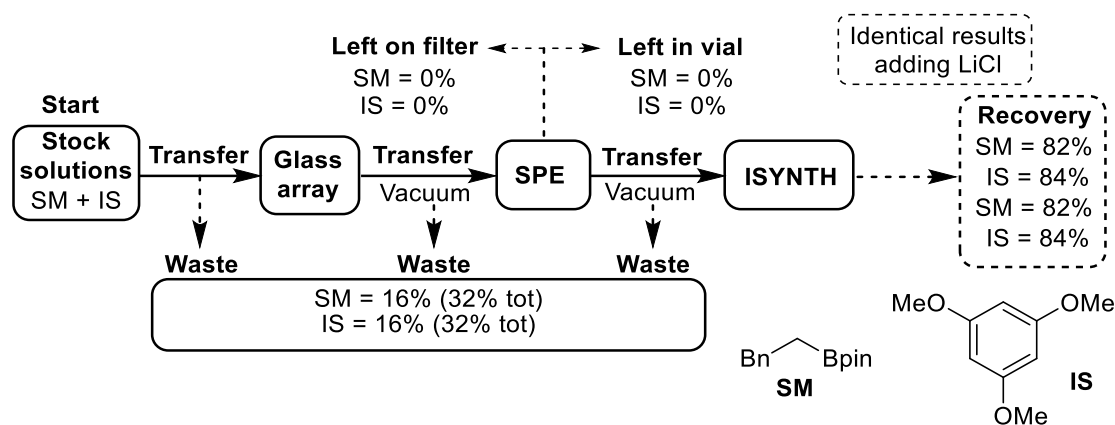 Left on filter
SM = 0%
IS = 0%
Left in vial
SM = 0%
IS = 0%
Identical results
adding LiCl
Start
Stock
solutions
SM + IS
Transfer
Glass
array
Transfer
Vacuum
SPE
Transfer
Vacuum
ISYNTH
Recovery
SM = 82%
IS = 84%
SM = 82%
IS = 84%
Waste
Waste
Waste
SM = 16% (32% tot)
IS = 16% (32% tot)
Bn
Bpin
SM
MeO
OMe
OMe
IS